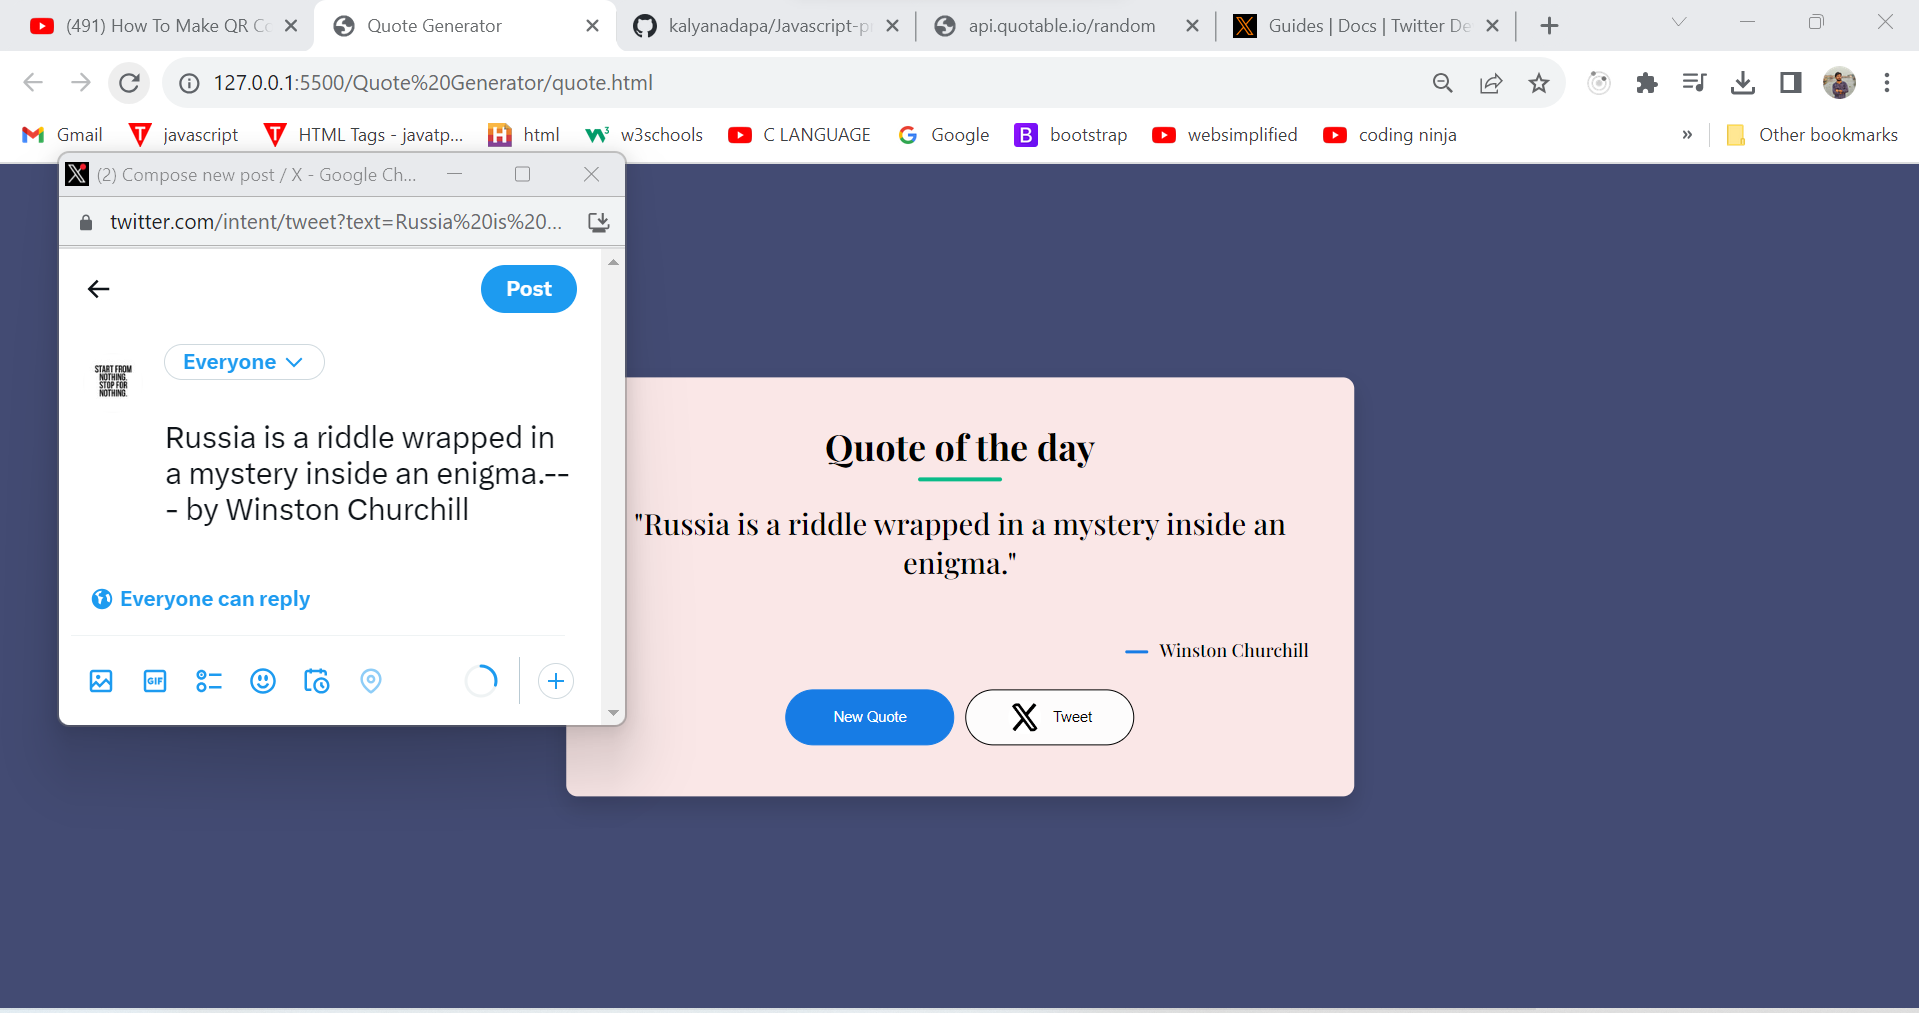 (491) How To Make QR Co
Quote Generator
kalyanadapa/Javascript-pr
api.quotable.io/random
Guides | Docs | Twitter De
127.0.0.1:5500/Quote%20Generator/quote.html
Gmail
javascript
HTML Tags - javatp...
html
w3schools
C LANGUAGE
Google
bootstrap
websimplified
coding ninja
»
Other bookmarks
(2) Compose new post / X - Google Ch...
twitter.com/intent/tweet?text=Russia%20is%20...
Post
START FROM
NOTHING.
STOP FOR
NOTHING.
Everyone
Russia is a riddle wrapped in
a mystery inside an enigma.--
- by Winston Churchill
Everyone can reply
GIF
Quote of the day
"Russia is a riddle wrapped in a mystery inside an
enigma."
Winston Churchill
New Quote
Tweet